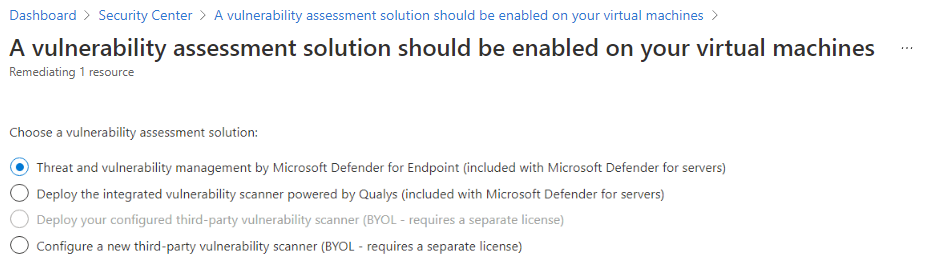 Dashboard > Security Center > A vulnerability assessment solution should be enabled on your virtual machines >
A vulnerability assessment solution should be enabled on your virtual machines ...
Remediating 1 resource
Choose a vulnerability assessment solution:
Threat and vulnerability management by Microsoft Defender for Endpoint (included with Microsoft Defender for servers)
Deploy the integrated vulnerability scanner powered by Qualys (included with Microsoft Defender for servers)
Deploy your configured third-party vulnerability scanner (BYOL - requires a separate license)
Configure a new third-party vulnerability scanner (BYOL - requires a separate license)